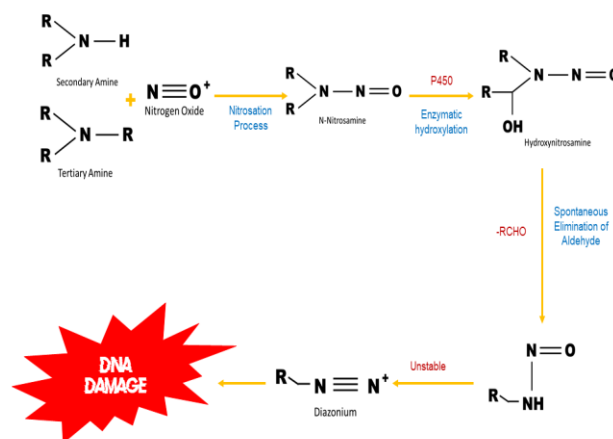 R
N — H
R
Secondary Amine
+
N≡O+
Nitrogen Oxide
R
N — R
R
Tertiary Amine
Nitrosation
Process
R
N — N=O
R
N-Nitrosamine
P450
Enzymatic
hydroxylation
R
N — N=O
R
OH
Hydroxynitrosamine
-RCHO
Spontaneous
Elimination of
Aldehyde
N=O
R NH
Unstable
R N≡N+
Diazonium
DNA
DAMAGE